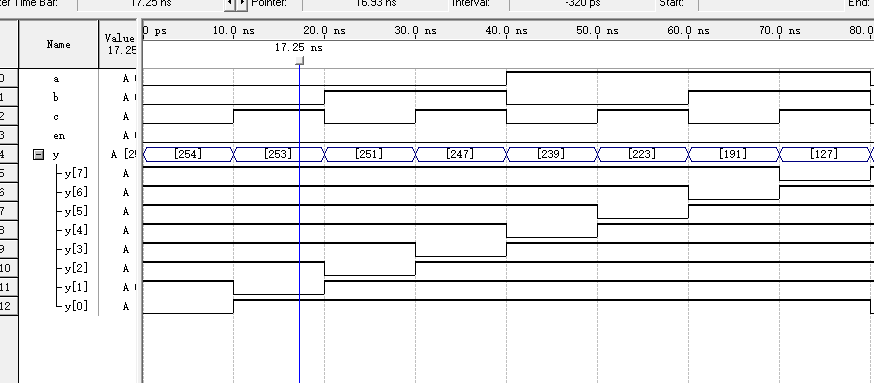 Time Bar: 17.25 ns Pointer: 16.93 ns Interval: -320 ps Start: End:
Name Value 17.25 0 ps 10.0 ns 20.0 ns 30.0 ns 40.0 ns 50.0 ns 60.0 ns 70.0 ns 80.0
17.25 ns
0 a A
1 b A
2 c A
3 en A
4 y A [25 [254] [253] [251] [247] [239] [223] [191] [127]
5 y[7] A
6 y[6] A
7 y[5] A
8 y[4] A
9 y[3] A
10 y[2] A
11 y[1] A
12 y[0] A